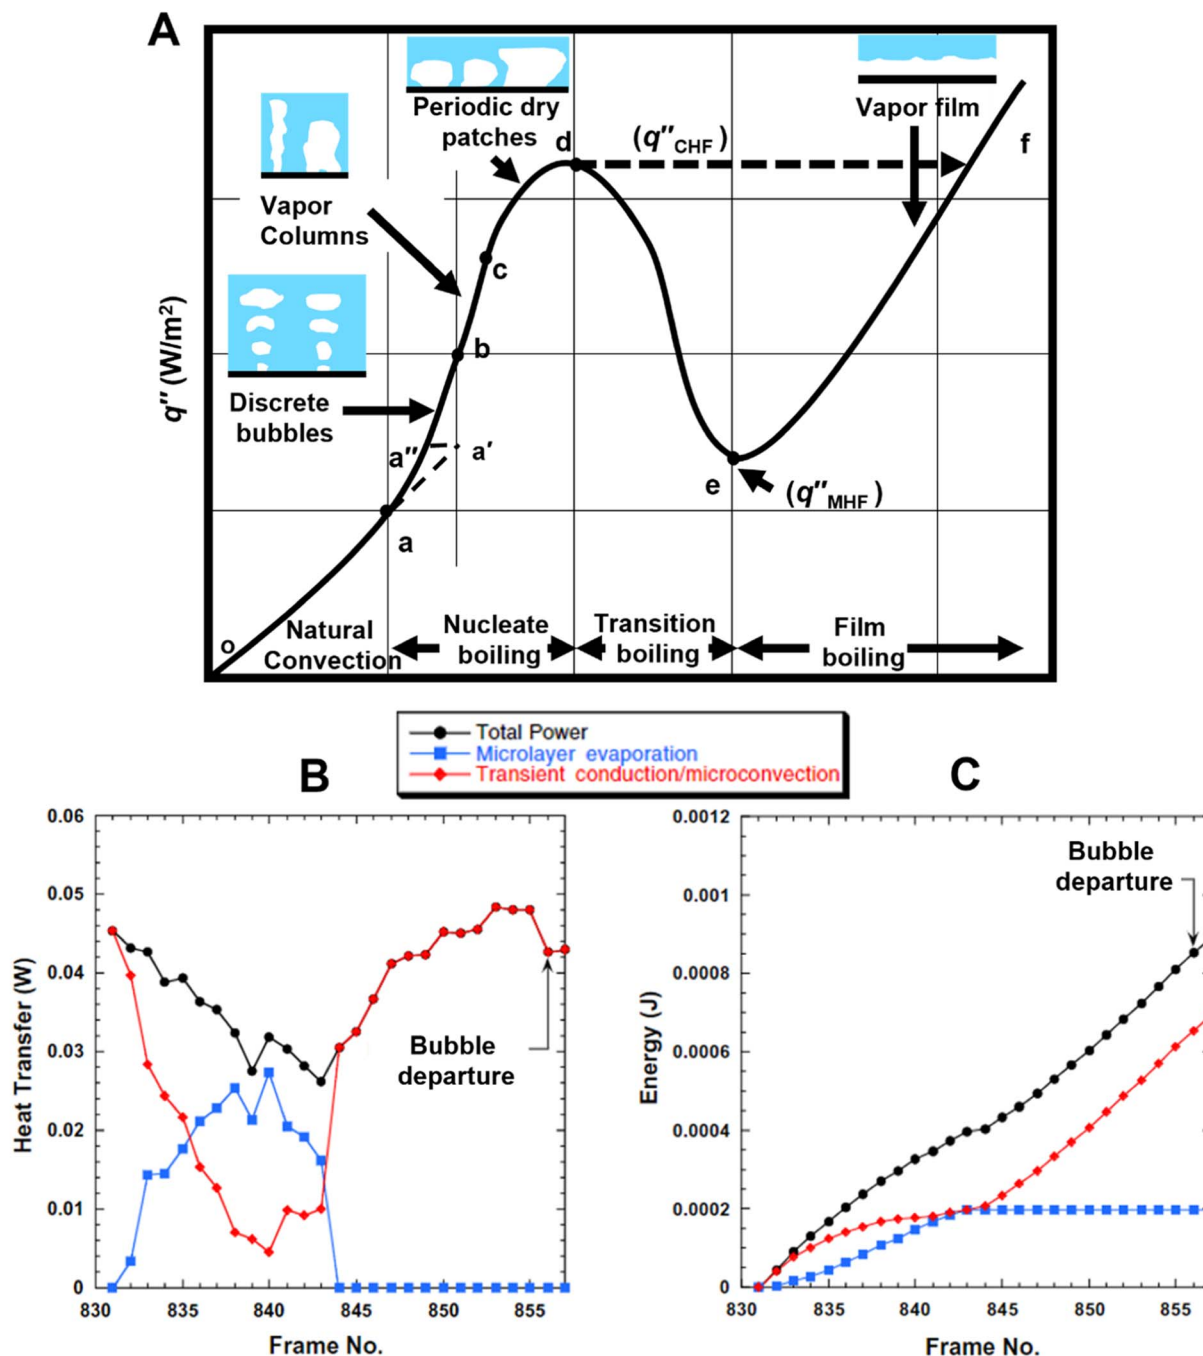 A
Periodic dry
patches
Vapor film
d
(q″CHF)
f
Vapor
Columns
c
b
q″ (W/m²)
Discrete
bubbles
a″
a′
e
(q″MHF)
a
o
Natural
Convection
Nucleate
boiling
Transition
boiling
Film
boiling
Total Power
Microlayer evaporation
Transient conduction/microconvection
B
0.06
0.05
0.04
0.03
0.02
0.01
0
Heat Transfer (W)
Bubble
departure
830
835
840
845
850
855
Frame No.
C
0.0012
0.001
0.0008
0.0006
0.0004
0.0002
0
Energy (J)
Bubble
departure
830
835
840
845
850
855
Frame No.